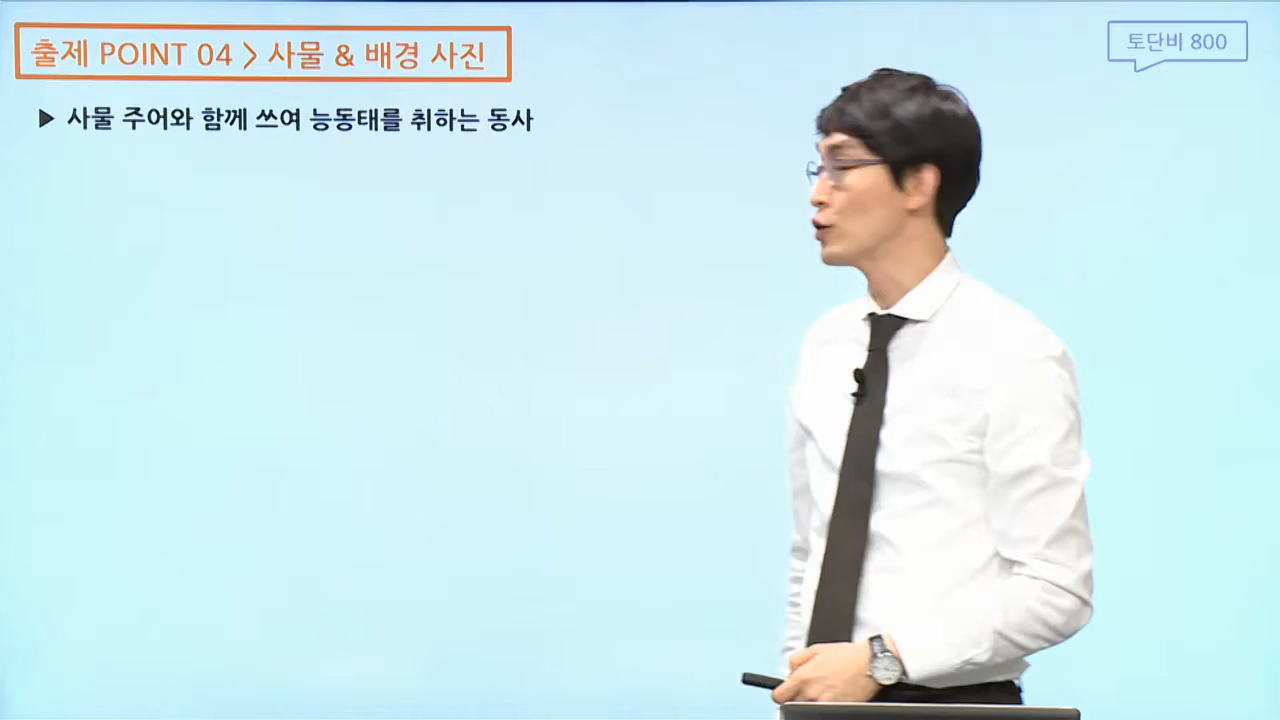 출제 POINT 04 > 사물 & 배경 사진
토단비 800
▶ 사물 주어와 함께 쓰여 능동태를 취하는 동사